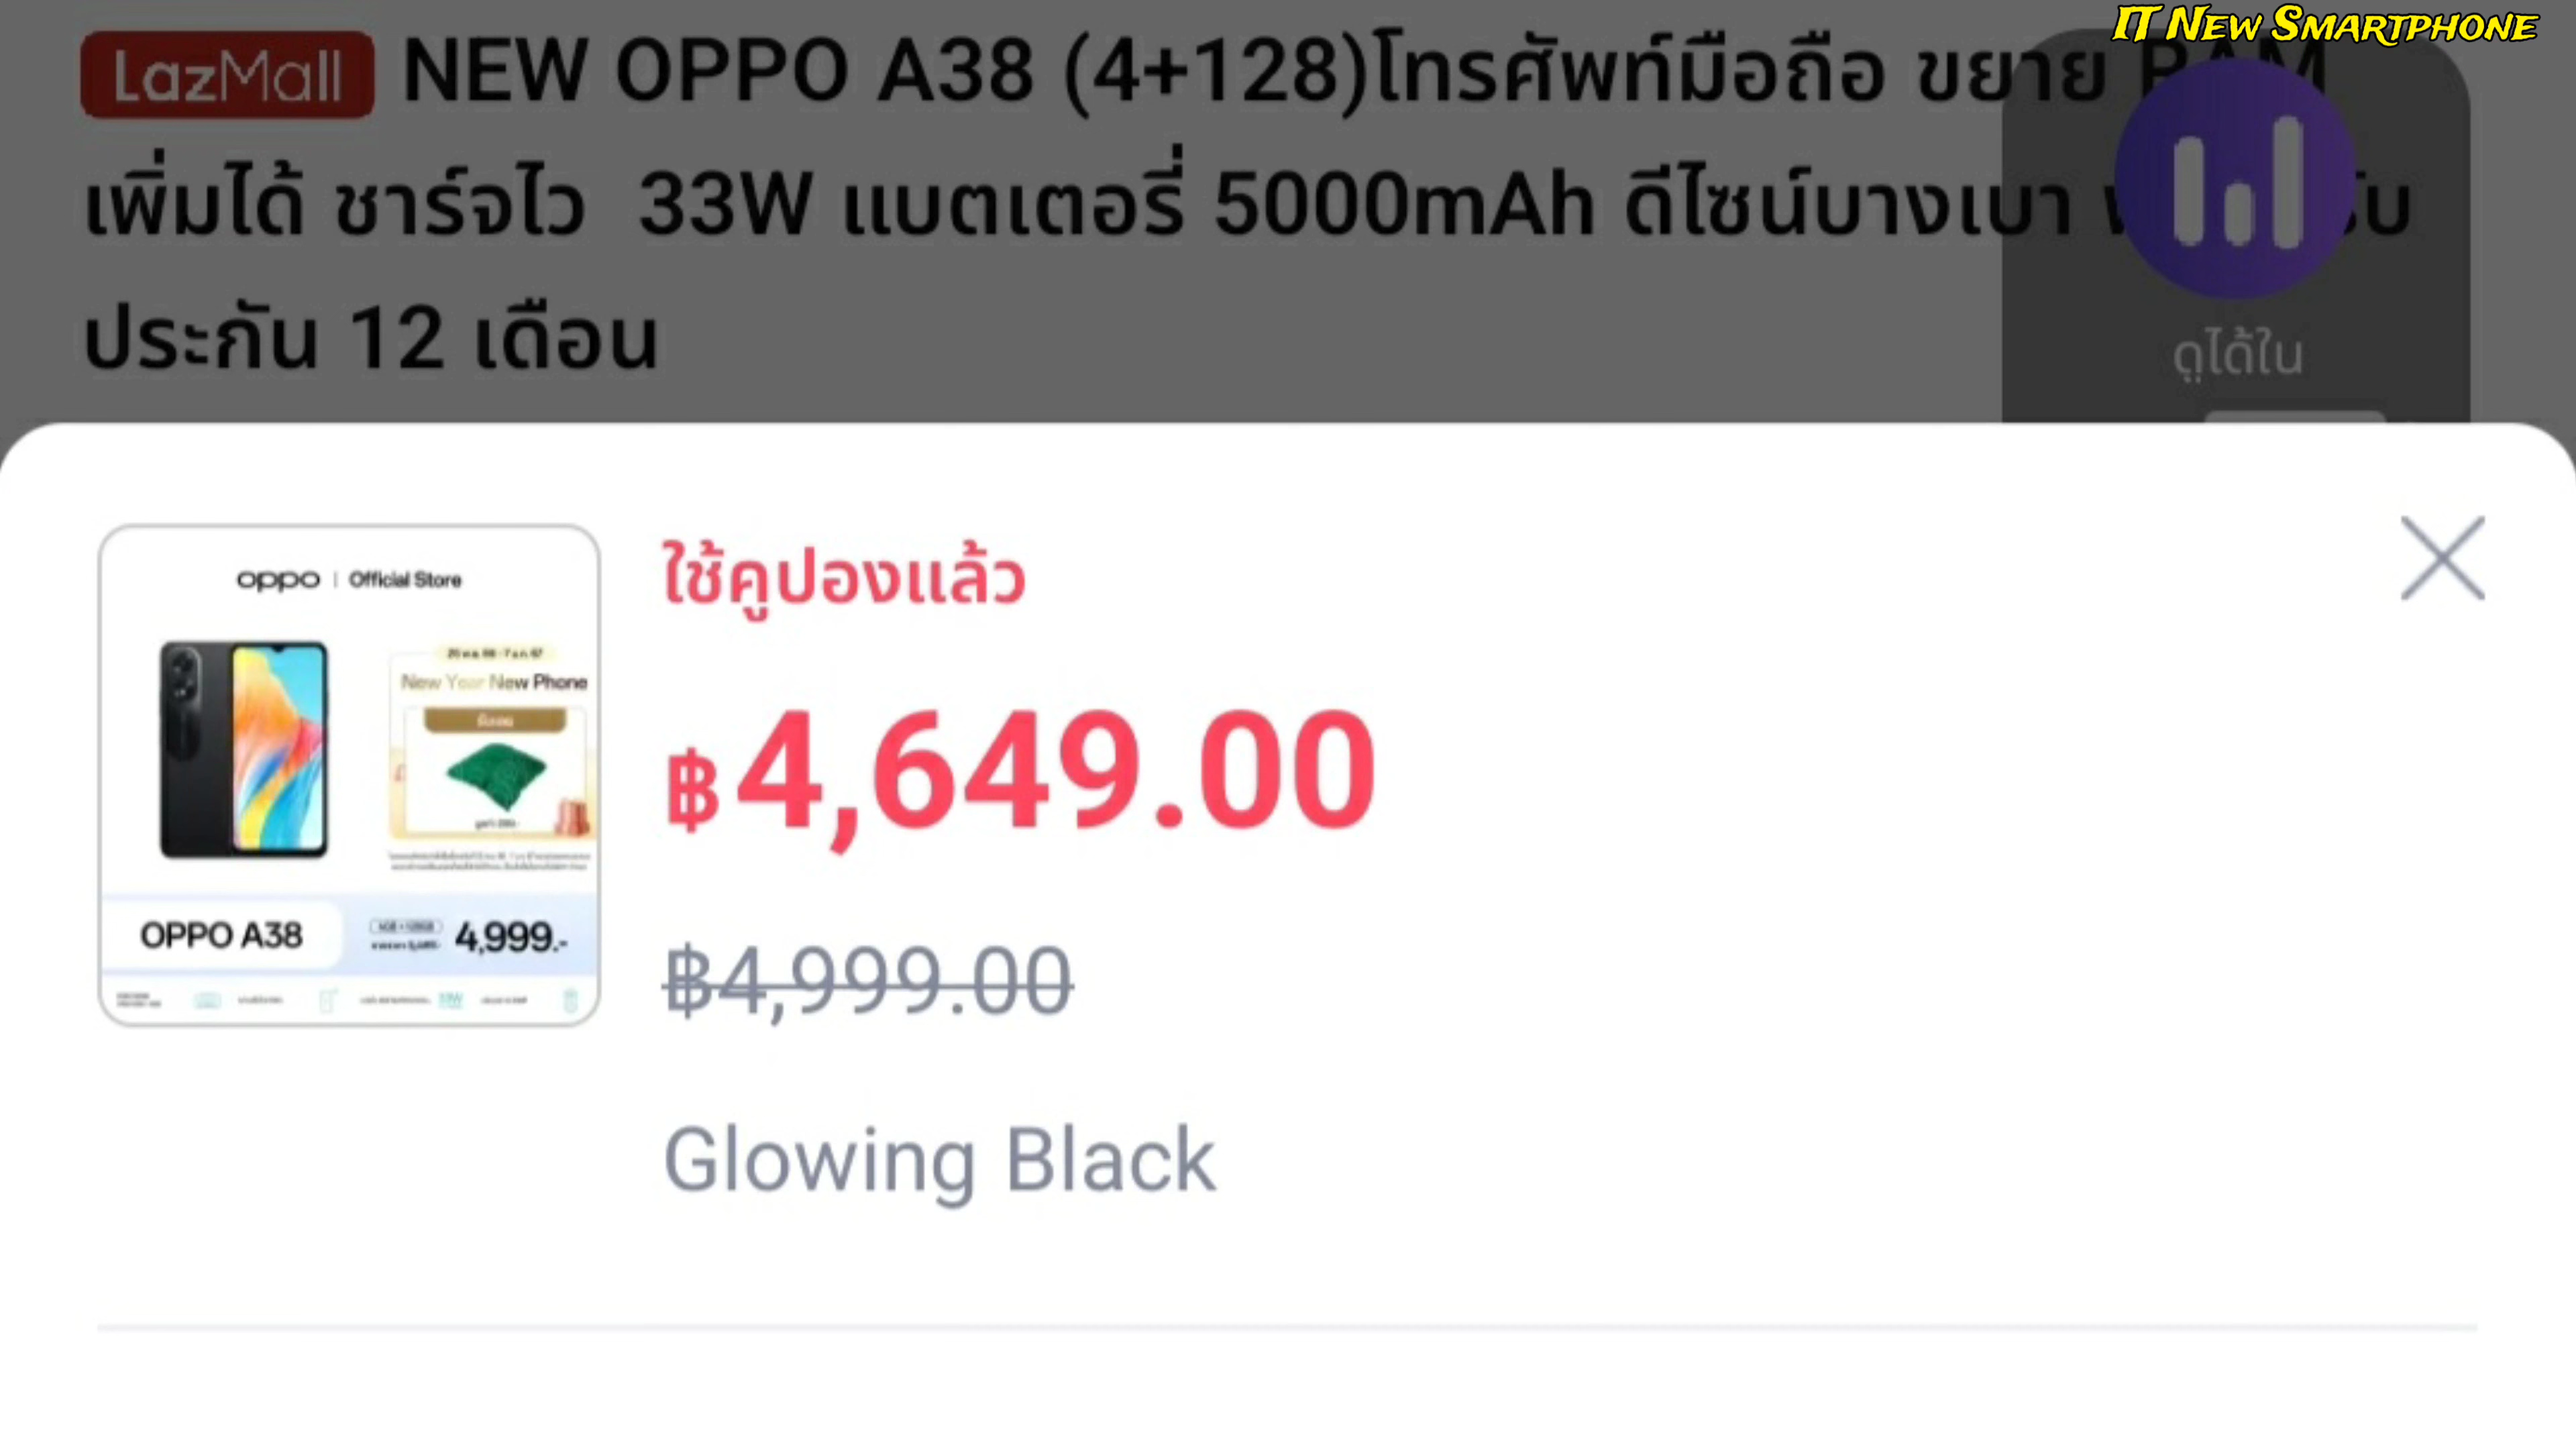 IT NEW SMARTPHONE
LazMall NEW OPPO A38 (4+128)โทรศัพท์มือถือ ขยาย RAM
เพิ่มได้ ชาร์จไว 33W แบตเตอรี่ 5000mAh ดีไซน์บางเบา
ประกัน 12 เดือน
ดูได้ใน
oppo | Official Store
New Year New Phone
OPPO A38
4,999.-
ใช้คูปองแล้ว
฿4,649.00
฿4,999.00
Glowing Black